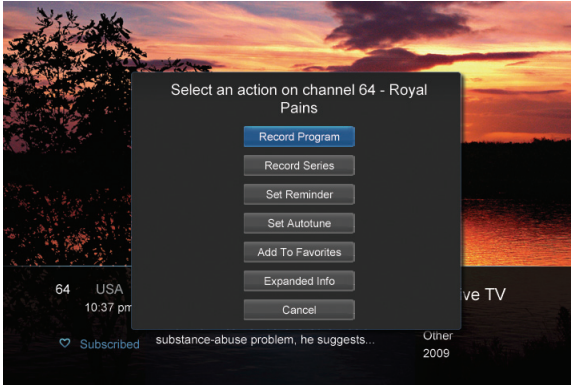 Select an action on channel 64 - Royal
Pains
Record Program
Record Series
Set Reminder
Set Autotune
Add To Favorites
Expanded Info
Cancel
64 USA
ve TV
10:37 pm
Subscribed
substance-abuse problem, he suggests...
Other
2009